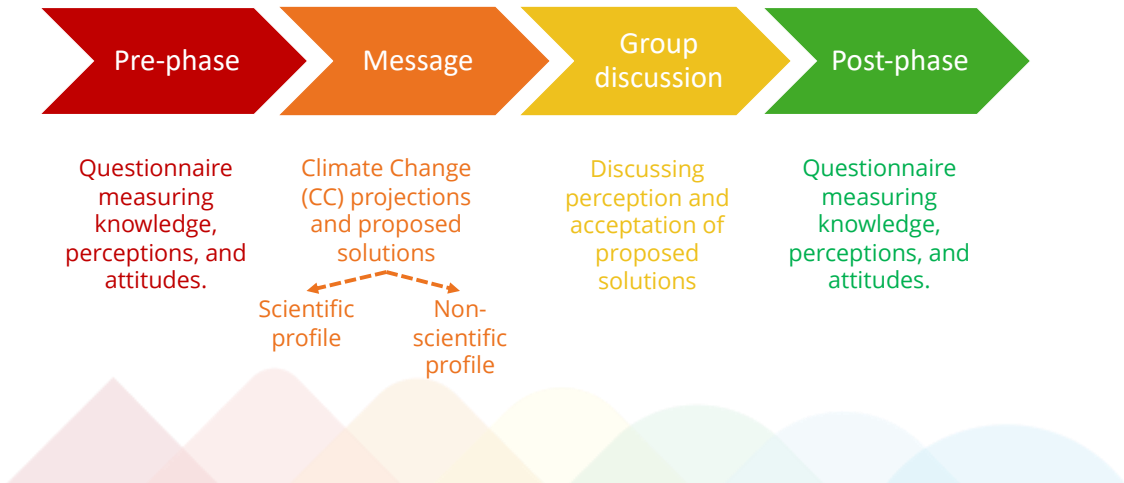 Pre-phase
Message
Group
discussion
Post-phase
Questionnaire
measuring
knowledge,
perceptions, and
attitudes.
Climate Change
(CC) projections
and proposed
solutions
Scientific
profile
Non-
scientific
profile
Discussing
perception and
acceptation of
proposed
solutions
Questionnaire
measuring
knowledge,
perceptions, and
attitudes.